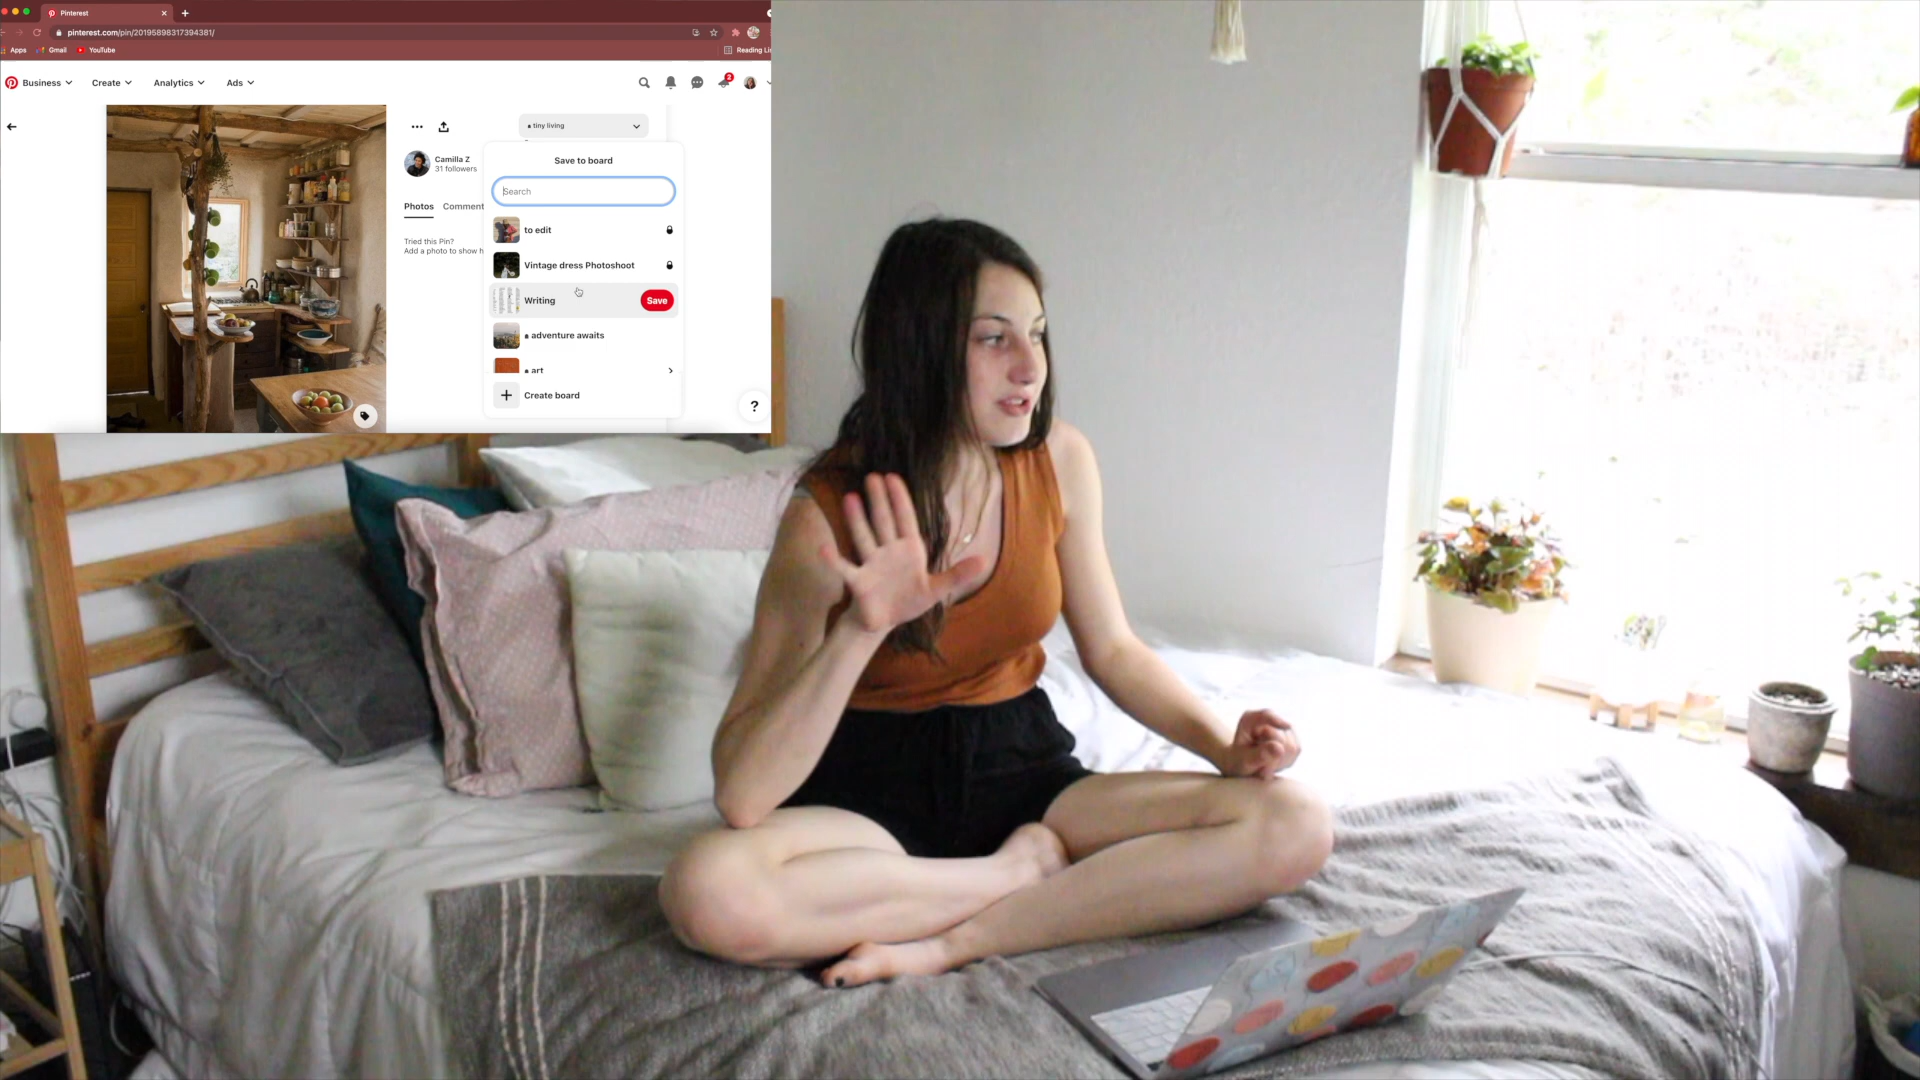 Pinterest
pinterest.com/pin/20195898317394381/
Apps
Gmail
YouTube
Reading Li
Business
Create
Analytics
Ads
2
tiny living
Camilla Z
31 followers
Photos
Comment
Tried this Pin?
Add a photo to show h
Save to board
Search
to edit
Vintage dress Photoshoot
Writing
Save
adventure awaits
art
Create board
?